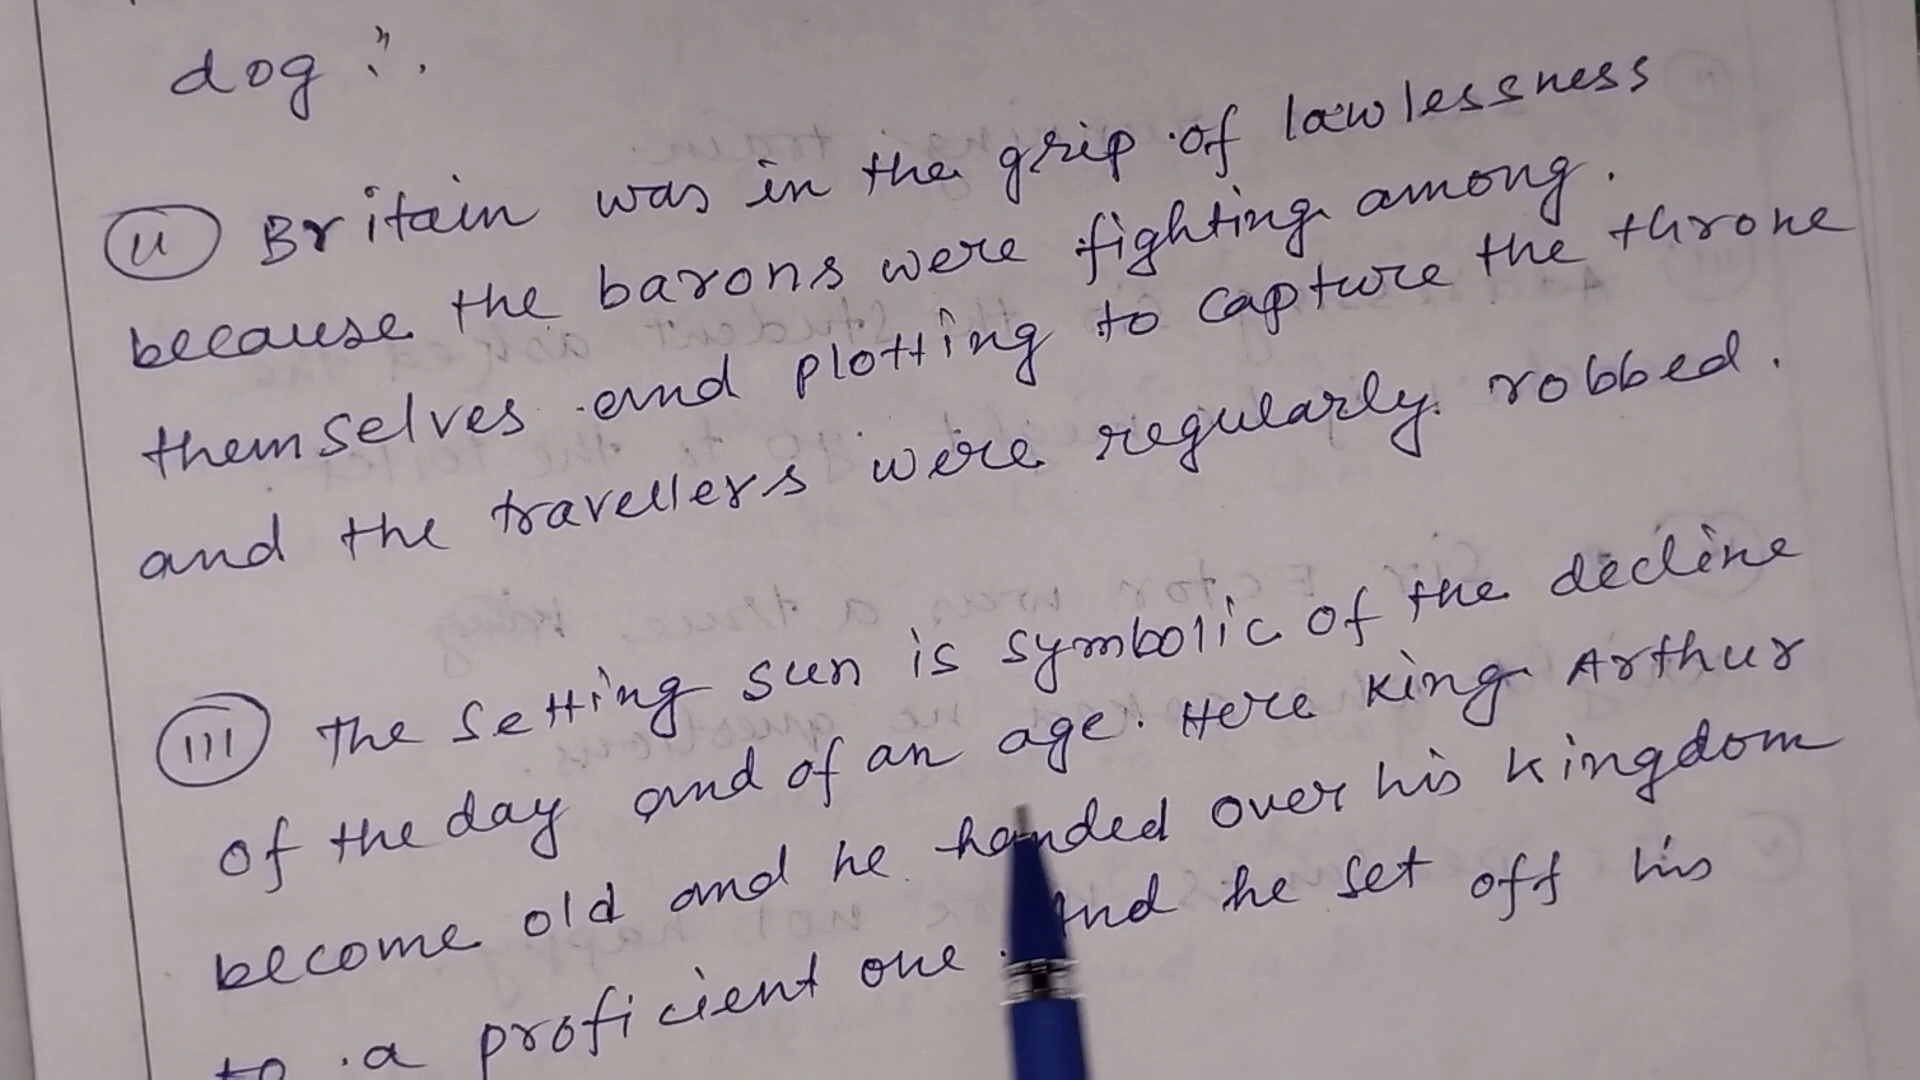 dog".
(ii) Britain was in the grip of lawlessness
because the barons were fighting among
themselves and plotting to capture the throne
and the travellers were regularly robbed.
(iii) The setting sun is symbolic of the decline
of the day and of an age. Here King Arthur
become old and he handed over his kingdom
to a proficient one. And he set off his